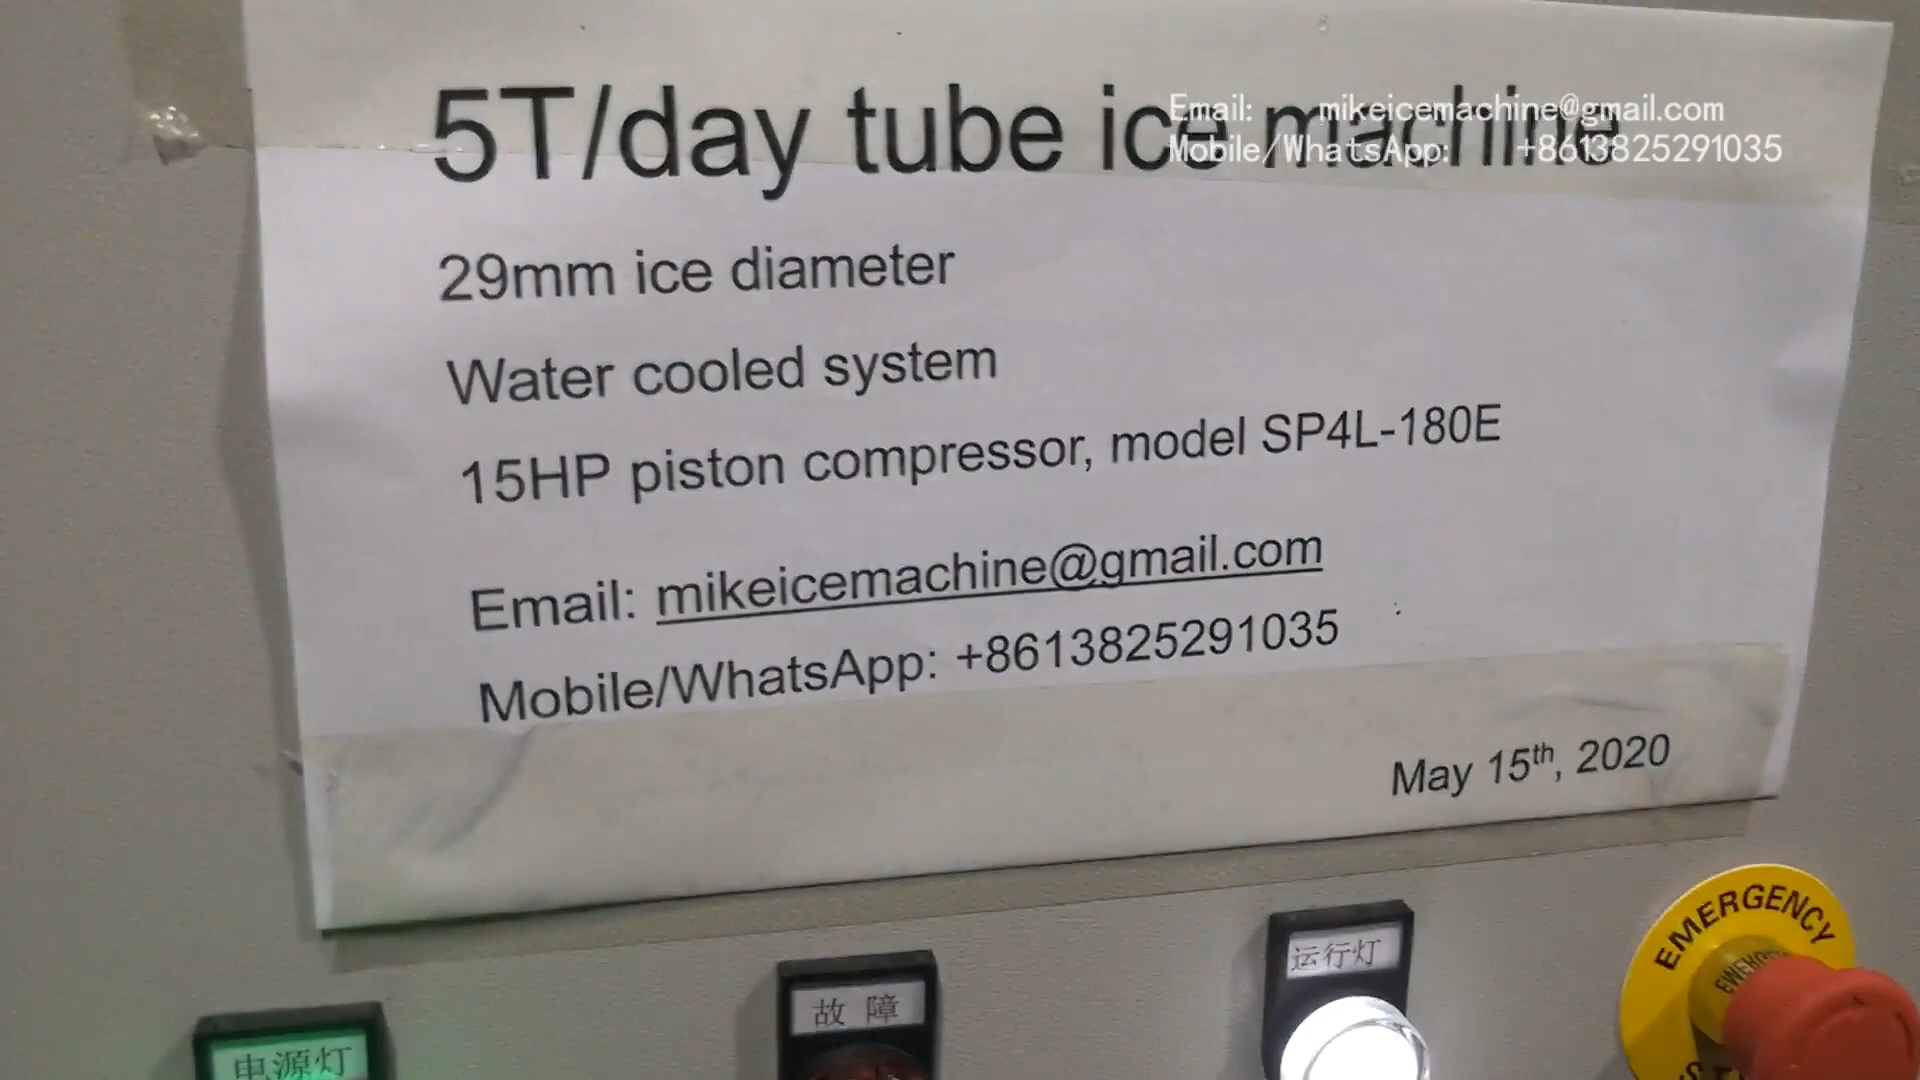 5T/day tube ice machine
Email: mikeicemachine@gmail.com
Mobile/WhatsApp: +8613825291035
29mm ice diameter
Water cooled system
15HP piston compressor, model SP4L-180E
Email: mikeicemachine@gmail.com
Mobile/WhatsApp: +8613825291035
May 15th, 2020
电源灯
故 障
运行灯
EMERGENCY